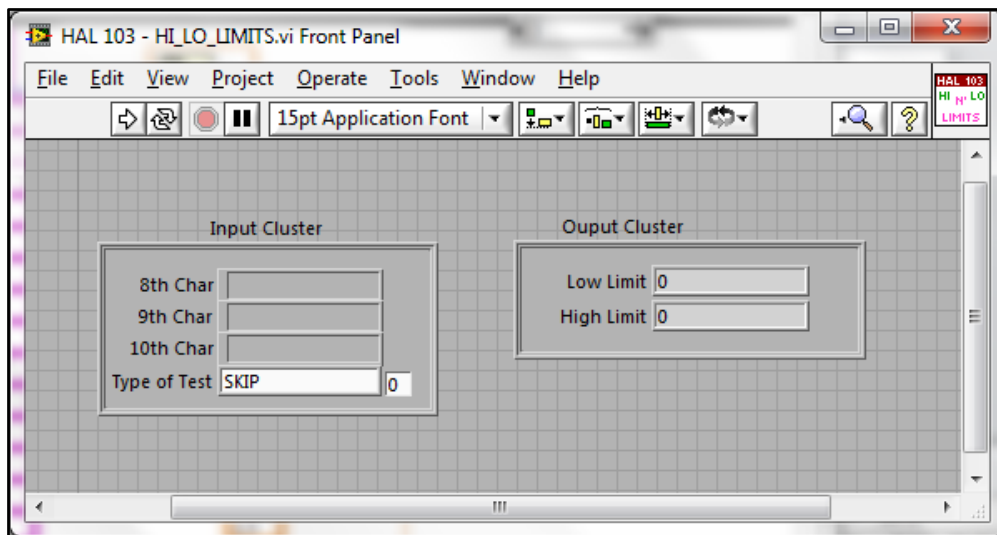 HAL 103 - HI_LO_LIMITS.vi Front Panel
File Edit View Project Operate Tools Window Help
HAL 103
HI N' LO
LIMITS
15pt Application Font
Input Cluster
8th Char
9th Char
10th Char
Type of Test SKIP 0
Ouput Cluster
Low Limit 0
High Limit 0